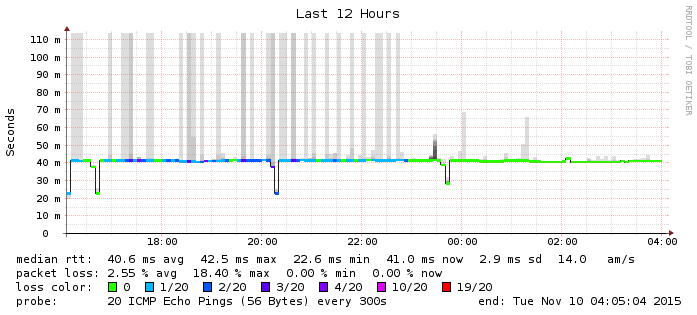 Last 12 Hours
RRDTOOL / TOBI OETIKER
Seconds
110 m
100 m
90 m
80 m
70 m
60 m
50 m
40 m
30 m
20 m
10 m
0
18:00 20:00 22:00 00:00 02:00 04:00
median rtt: 40.6 ms avg 42.5 ms max 22.6 ms min 41.0 ms now 2.9 ms sd 14.0 am/s
packet loss: 2.55 % avg 18.40 % max 0.00 % min 0.00 % now
loss color: 0 1/20 2/20 3/20 4/20 10/20 19/20
probe: 20 ICMP Echo Pings (56 Bytes) every 300s end: Tue Nov 10 04:05:04 2015